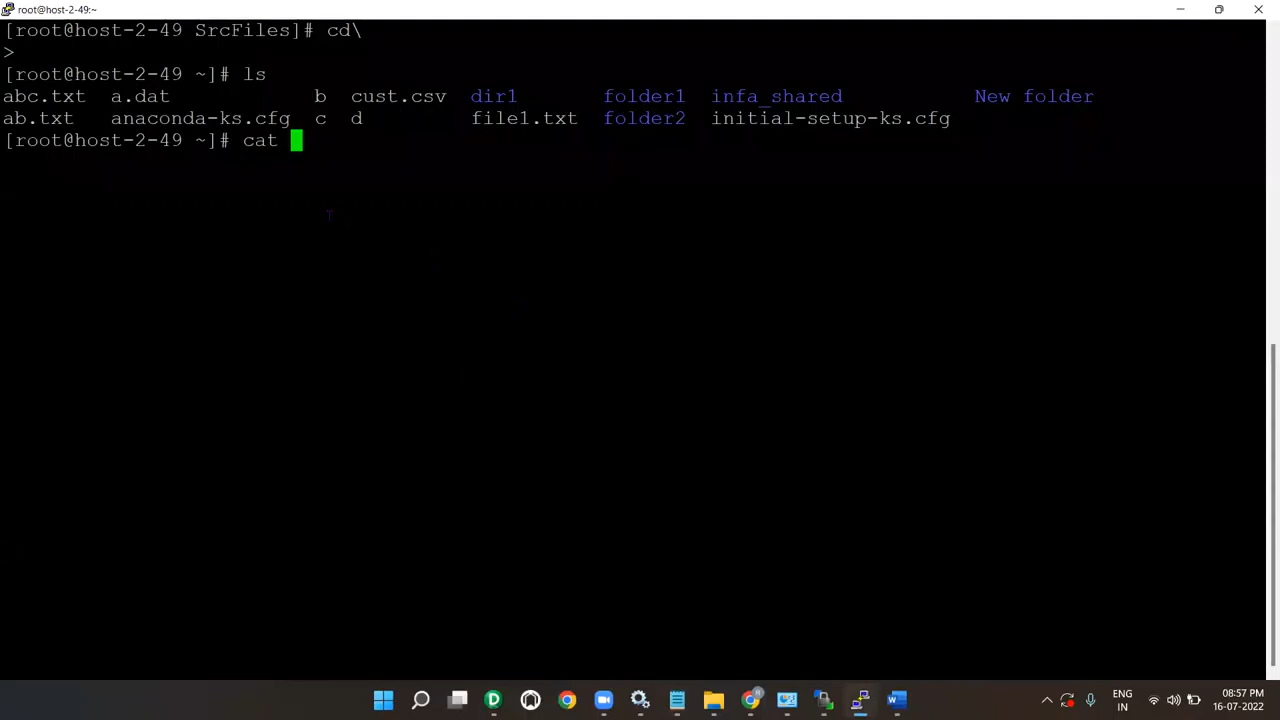 root@host-2-49:~
[root@host-2-49 SrcFiles]# cd\
>
[root@host-2-49 ~]# ls
abc.txt a.dat b cust.csv dir1 folder1 infa_shared New folder
ab.txt anaconda-ks.cfg c d file1.txt folder2 initial-setup-ks.cfg
[root@host-2-49 ~]# cat
ENG
IN
08:57 PM
16-07-2022